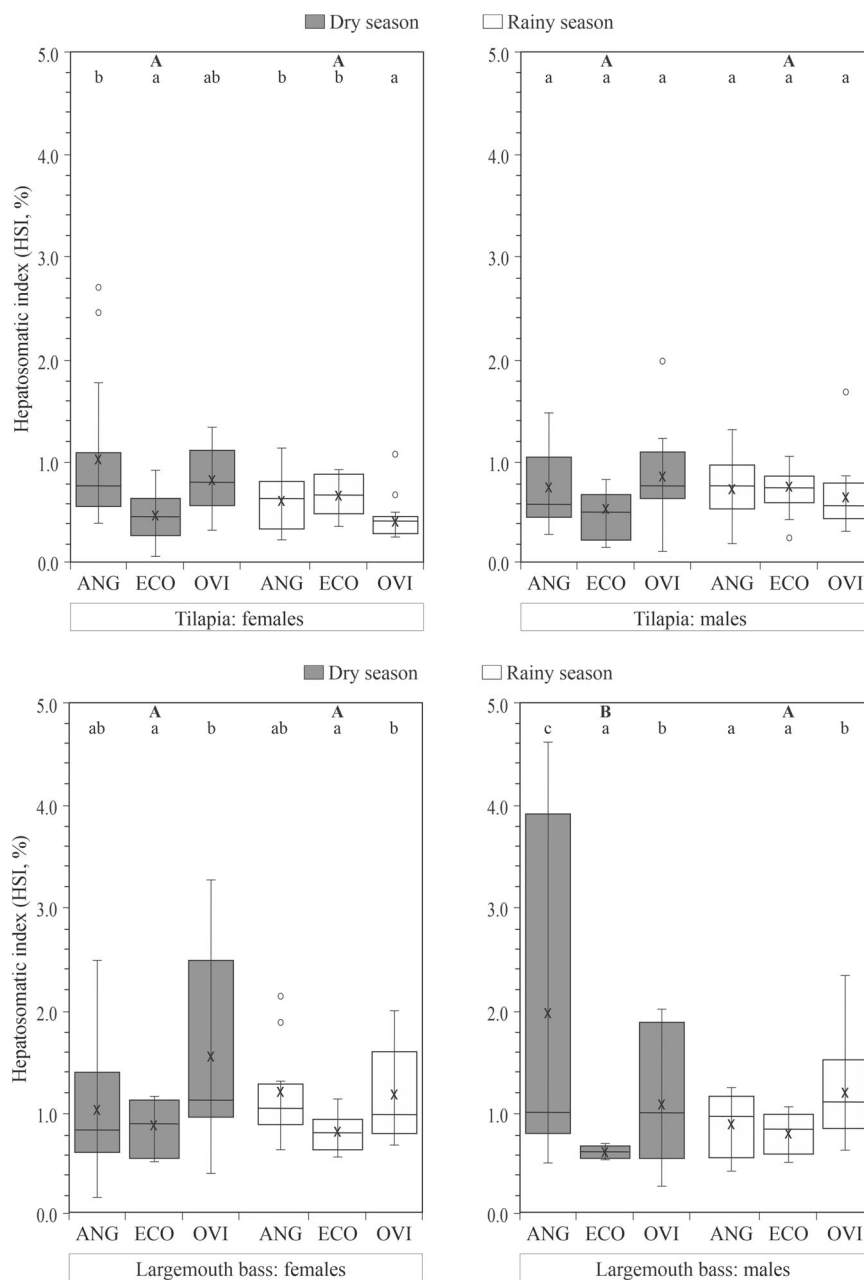 Dry season Rainy season
5.0 A A
b a ab b b a
4.0
3.0
2.0
1.0
0.0
Hepatosomatic index (HSI, %)
ANG ECO OVI ANG ECO OVI
Tilapia: females
5.0 A A
a a a a a a
4.0
3.0
2.0
1.0
0.0
ANG ECO OVI ANG ECO OVI
Tilapia: males
Dry season Rainy season
5.0 A A
ab a b ab a b
4.0
3.0
2.0
1.0
0.0
Hepatosomatic index (HSI, %)
ANG ECO OVI ANG ECO OVI
Largemouth bass: females
5.0 B A
c a b a a b
4.0
3.0
2.0
1.0
0.0
ANG ECO OVI ANG ECO OVI
Largemouth bass: males